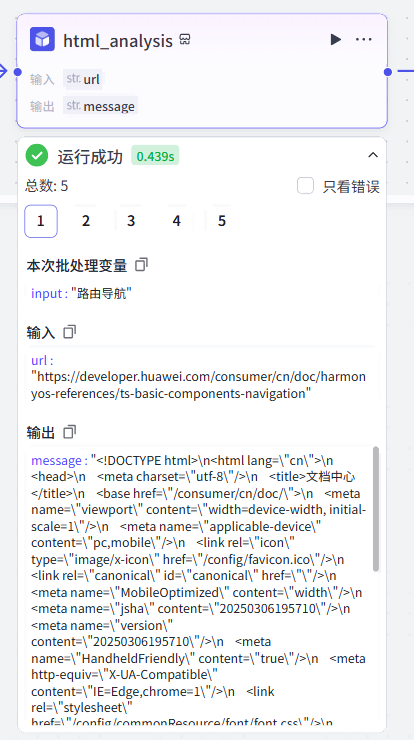 html_analysis
输入 str. url
输出 str. message
运行成功 0.439s
总数: 5 只看错误
1 2 3 4 5
本次批处理变量
input : "路由导航"
输入
url :
"https://developer.huawei.com/consumer/cn/doc/harmon
yos-references/ts-basic-components-navigation"
输出
message : "<!DOCTYPE html>\n<html lang=\"cn\">\n
<head>\n   <meta charset=\"utf-8\"/>\n   <title>文档中心
</title>\n   <base href=\"/consumer/cn/doc/\">\n   <meta
name=\"viewport\" content=\"width=device-width, initial-
scale=1\"/>\n   <meta name=\"applicable-device\"
content=\"pc,mobile\"/>\n   <link rel=\"icon\"
type=\"image/x-icon\" href=\"/config/favicon.ico\"/>\n
<link rel=\"canonical\" id=\"canonical\" href=\"\"/>\n
<meta name=\"MobileOptimized\" content=\"width\"/>\n
<meta name=\"jsha\" content=\"20250306195710\"/>\n
<meta name=\"version\"
content=\"20250306195710\"/>\n   <meta
name=\"HandheldFriendly\" content=\"true\"/>\n   <meta
http-equiv=\"X-UA-Compatible\"
content=\"IE=Edge,chrome=1\"/>\n   <link
rel=\"stylesheet\"
href=\"/config/commonResource/font/font.css\"/>\n